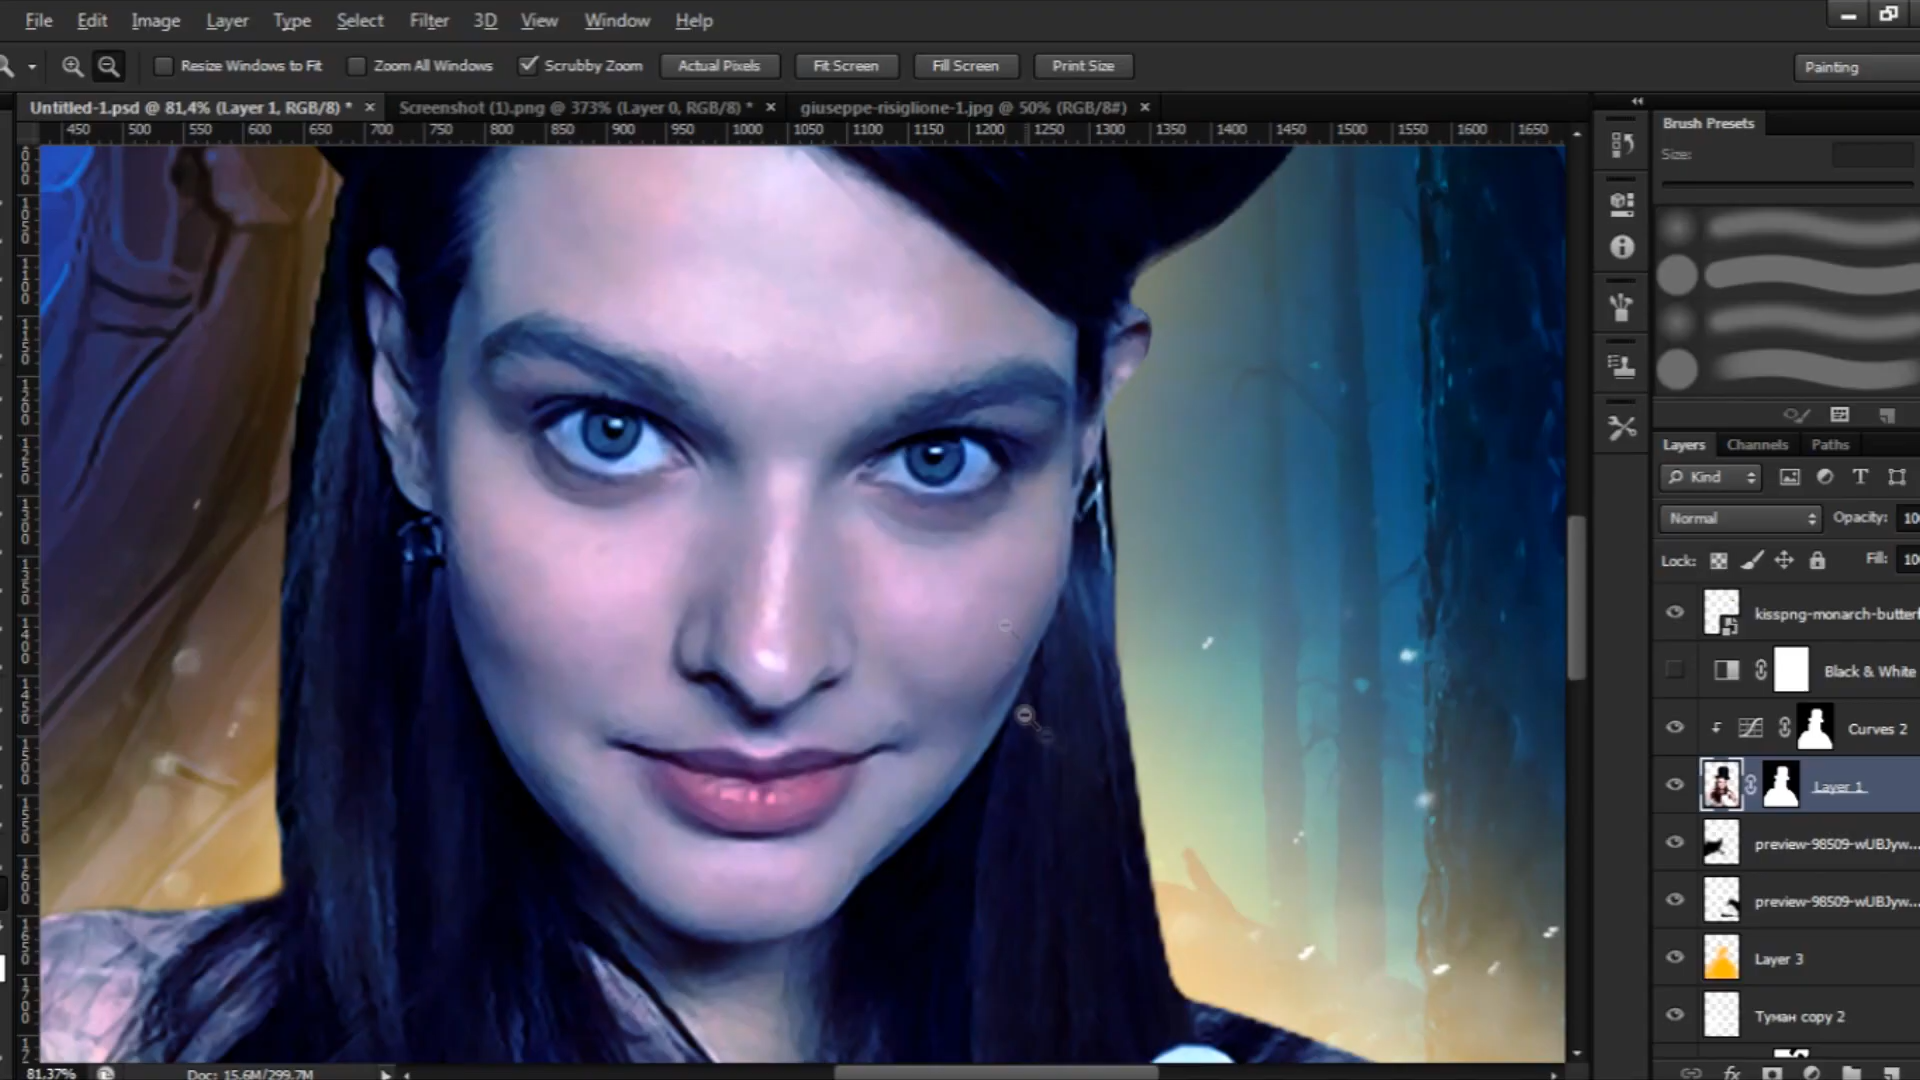 File Edit Image Layer Type Select Filter 3D View Window Help
Resize Windows to Fit Zoom All Windows Scrubby Zoom Actual Pixels Fit Screen Fill Screen Print Size Painting
Untitled-1.psd @ 81,4% (Layer 1, RGB/8) * × Screenshot (1).png @ 373% (Layer 0, RGB/8) * × giuseppe-risiglione-1.jpg @ 50% (RGB/8#) ×
450 500 550 600 650 700 750 800 850 900 950 1000 1050 1100 1150 1200 1250 1300 1350 1400 1450 1500 1550 1600 1650
Brush Presets
Size:
Layers Channels Paths
Kind
Normal Opacity: 10
Lock: Fill: 10
kisspng-monarch-butterf
Black & White
Curves 2
Layer 1
preview-98509-wUBJyw...
preview-98509-wUBJyw...
Layer 3
Туман copy 2
81.37% Doc: 15.6M/299.7M